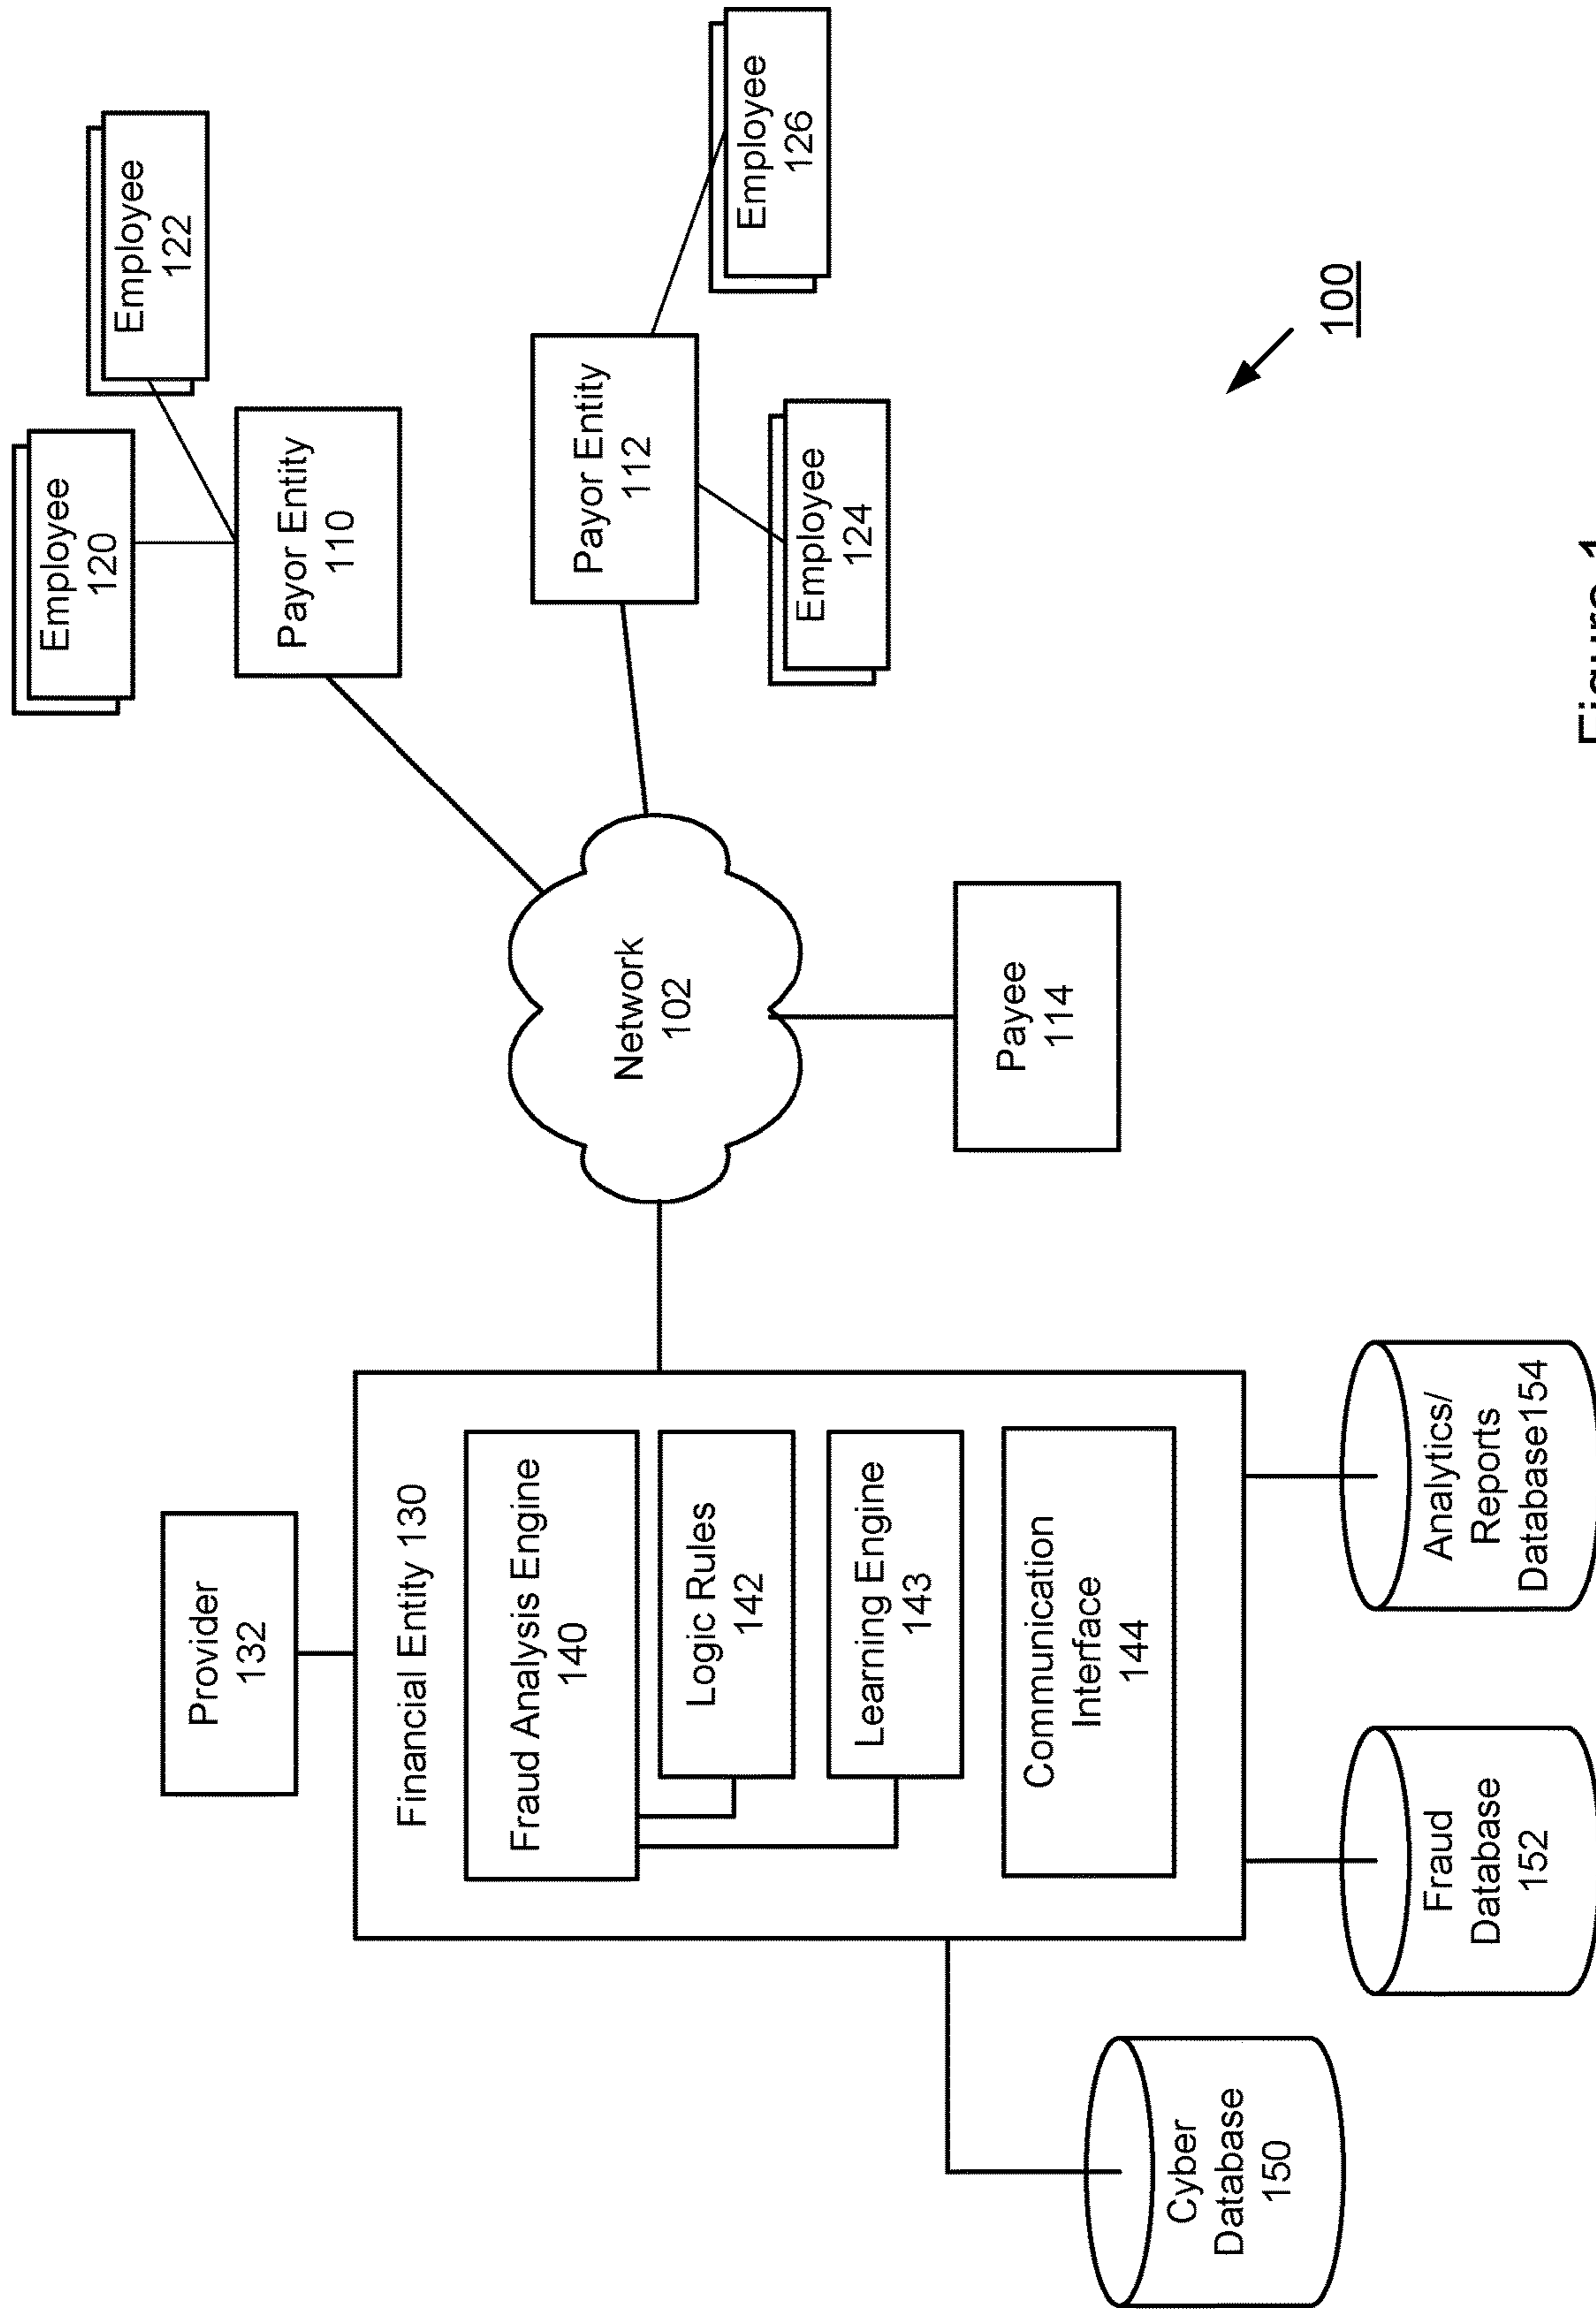 Provider
132
Financial Entity 130
Fraud Analysis Engine
140
Logic Rules
142
Learning Engine
143
Communication
Interface
144
Cyber
Database
150
Fraud
Database
152
Analytics/
Reports
Database154
Network
102
Payee
114
Employee
120
Employee
122
Payor Entity
110
Payor Entity
112
Employee
124
Employee
126
100
Figure 1